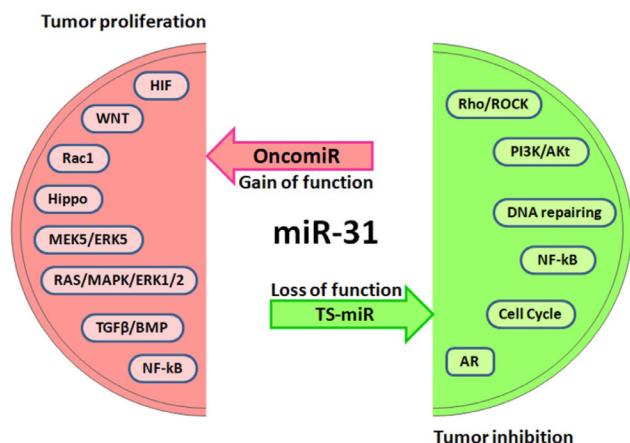 Tumor proliferation
HIF
WNT
Rac1
Hippo
MEK5/ERK5
RAS/MAPK/ERK1/2
TGFβ/BMP
NF-kB
OncomiR
Gain of function
miR-31
Loss of function
TS-miR
Rho/ROCK
PI3K/AKt
DNA repairing
NF-kB
Cell Cycle
AR
Tumor inhibition